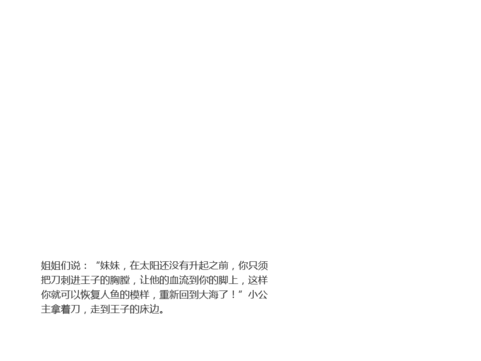 姐姐们说：“妹妹，在太阳还没有升起之前，你只须
把刀刺进王子的胸膛，让他的血流到你的脚上，这样
你就可以恢复人鱼的模样，重新回到大海了！”小公
主拿着刀，走到王子的床边。